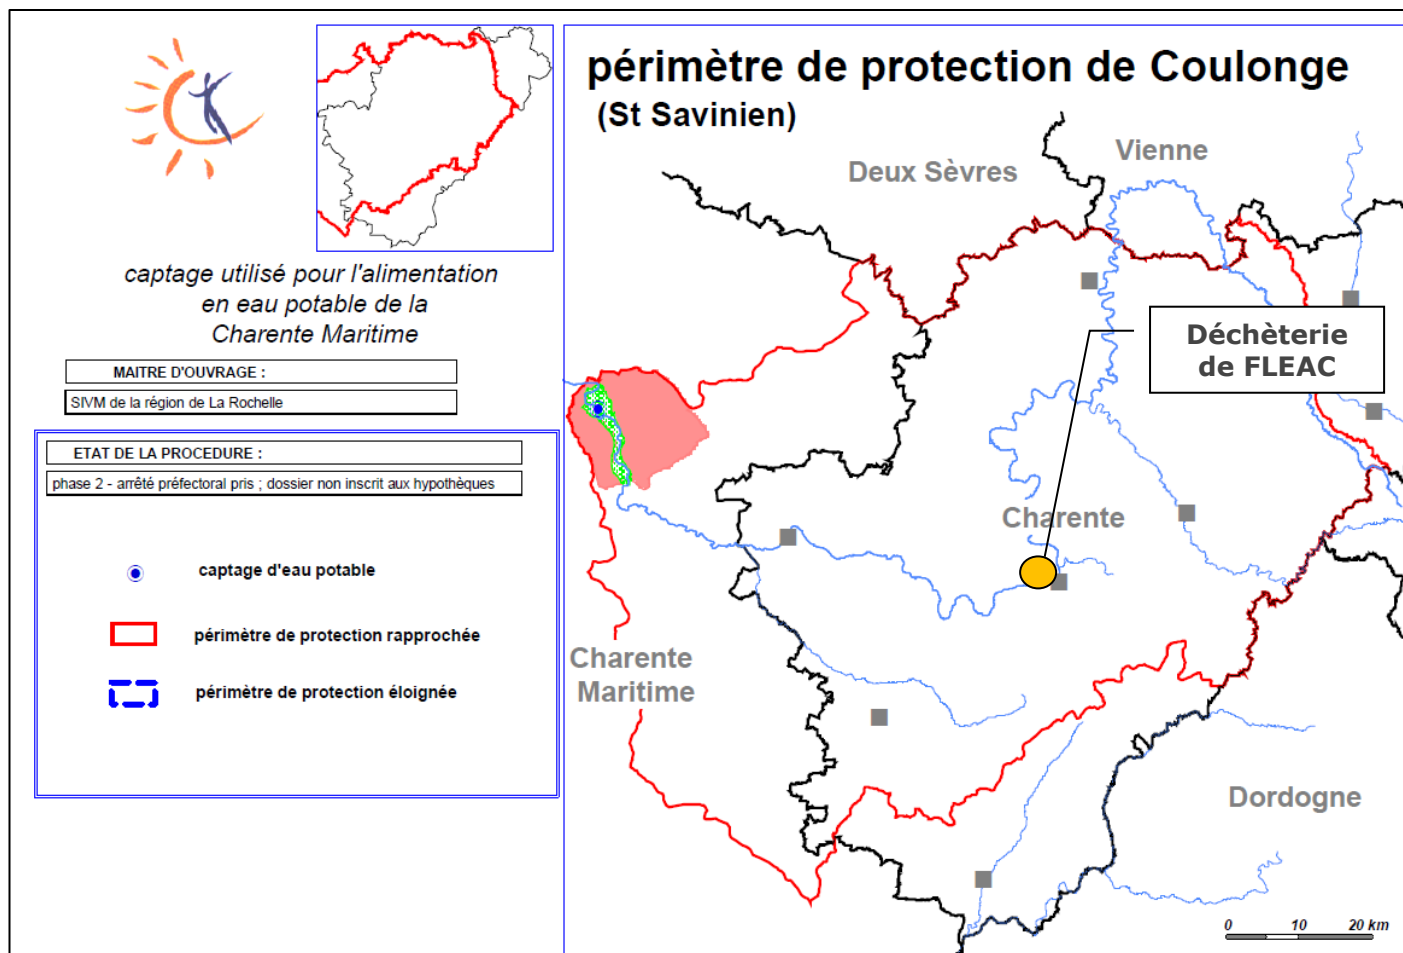 périmètre de protection de Coulonge
(St Savinien)
captage utilisé pour l'alimentation
en eau potable de la
Charente Maritime
MAITRE D'OUVRAGE :
SIVM de la région de La Rochelle
ETAT DE LA PROCEDURE :
phase 2 - arrêté préfectoral pris ; dossier non inscrit aux hypothèques
captage d'eau potable
périmètre de protection rapprochée
périmètre de protection éloignée
Deux Sèvres
Vienne
Déchèterie
de FLEAC
Charente
Charente
Maritime
Dordogne
0 10 20 km